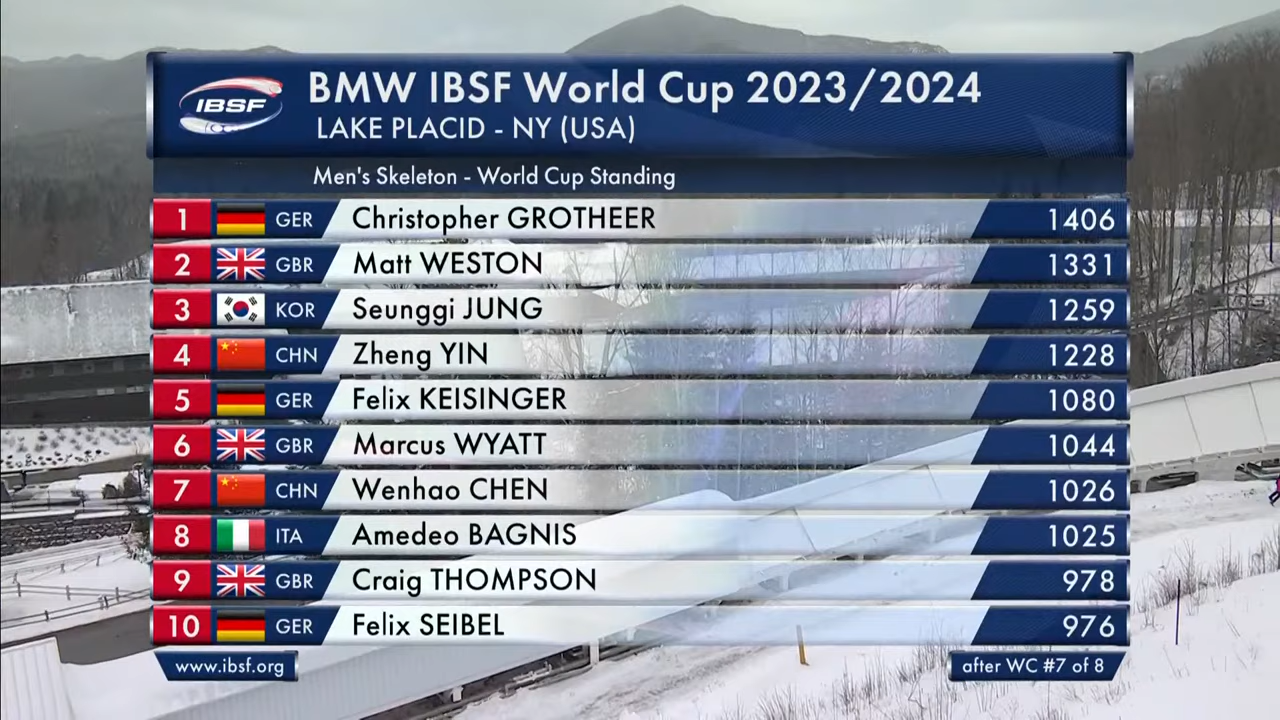 IBSF
BMW IBSF World Cup 2023/2024
LAKE PLACID - NY (USA)
Men's Skeleton - World Cup Standing
1 GER Christopher GROTHEER 1406
2 GBR Matt WESTON 1331
3 KOR Seunggi JUNG 1259
4 CHN Zheng YIN 1228
5 GER Felix KEISINGER 1080
6 GBR Marcus WYATT 1044
7 CHN Wenhao CHEN 1026
8 ITA Amedeo BAGNIS 1025
9 GBR Craig THOMPSON 978
10 GER Felix SEIBEL 976
www.ibsf.org after WC #7 of 8